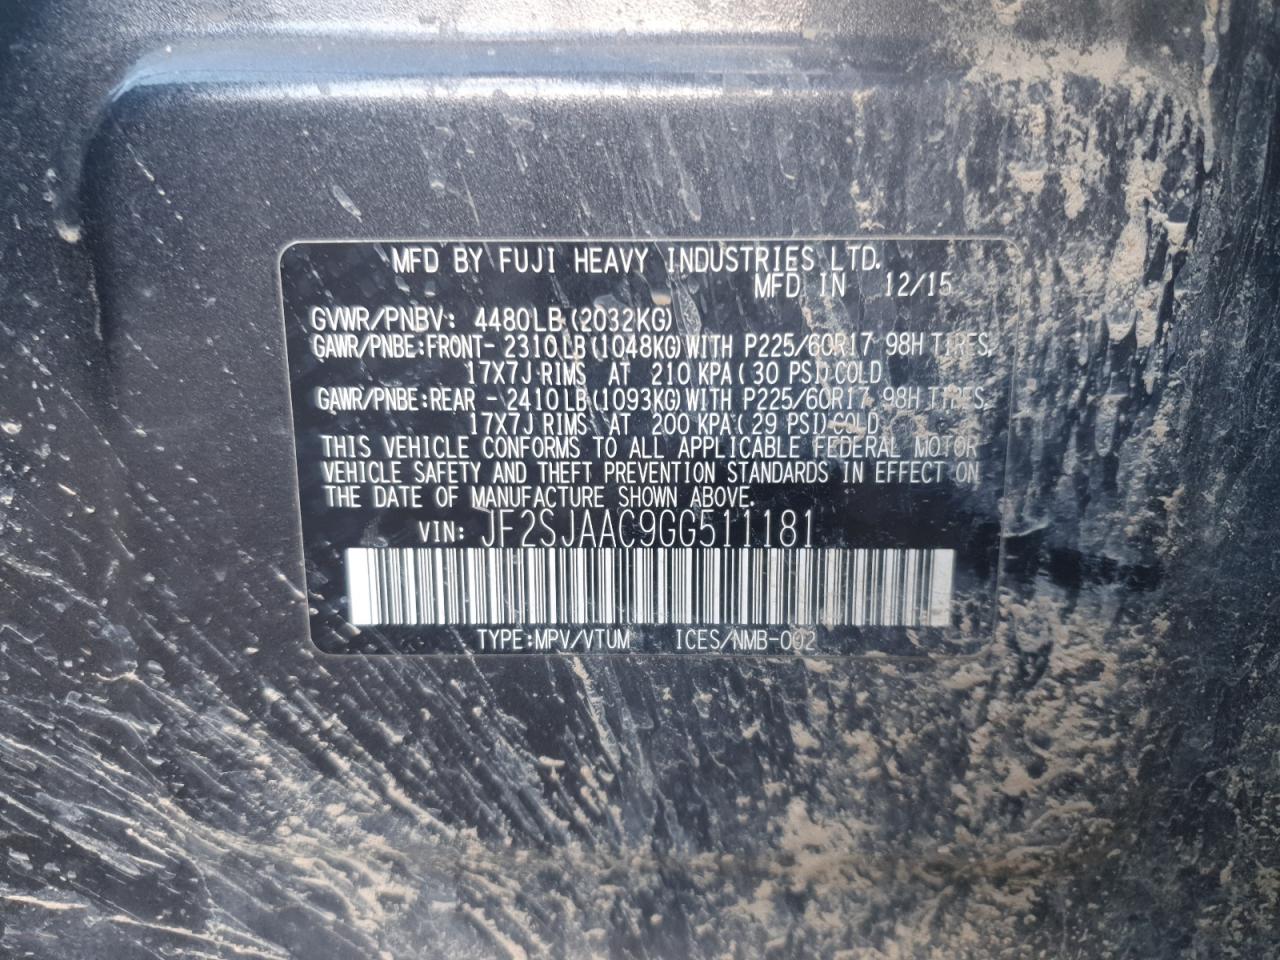 MFD BY FUJI HEAVY INDUSTRIES LTD.
MFD IN 12/15
GVWR/PNBV: 4480LB(2032KG)
GAWR/PNBE:FRONT- 2310LB(1048KG)WITH P225/60R17 98H TIRES,
17X7J RIMS AT 210 KPA(30 PSI)COLD
GAWR/PNBE:REAR - 2410LB(1093KG)WITH P225/60R17 98H TIRES,
17X7J RIMS AT 200 KPA(29 PSI)COLD
THIS VEHICLE CONFORMS TO ALL APPLICABLE FEDERAL MOTOR
VEHICLE SAFETY AND THEFT PREVENTION STANDARDS IN EFFECT ON
THE DATE OF MANUFACTURE SHOWN ABOVE.
VIN: JF2SJAAC9GG511181
TYPE:MPV/VTUM ICES/NMB-002